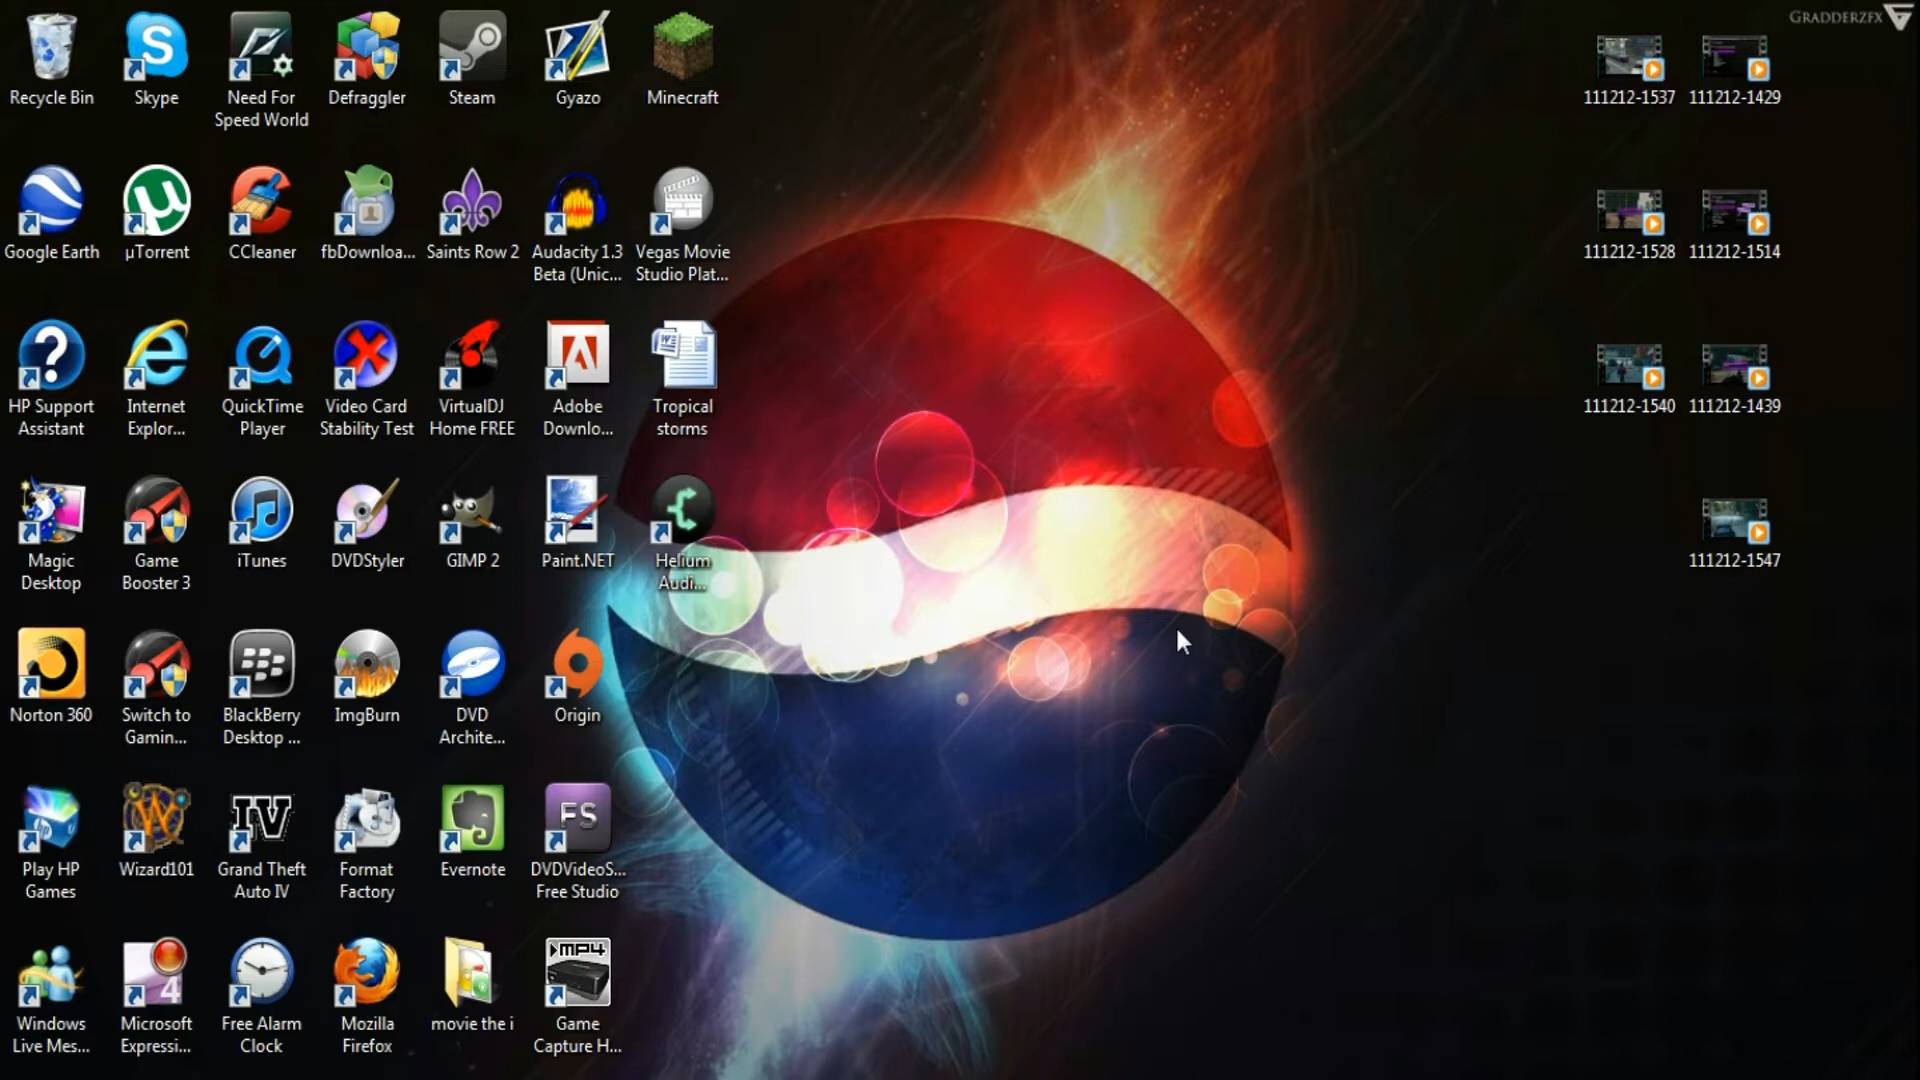 GRADDERZFX
Recycle Bin
Skype
Need For
Speed World
Defraggler
Steam
Gyazo
Minecraft
111212-1537
111212-1429
Google Earth
µTorrent
CCleaner
fbDownloa...
Saints Row 2
Audacity 1.3
Beta (Unic...
Vegas Movie
Studio Plat...
111212-1528
111212-1514
HP Support
Assistant
Internet
Explor...
QuickTime
Player
Video Card
Stability Test
VirtualDJ
Home FREE
Adobe
Downlo...
Tropical
storms
111212-1540
111212-1439
Magic
Desktop
Game
Booster 3
iTunes
DVDStyler
GIMP 2
Paint.NET
Helium
Audi...
111212-1547
Norton 360
Switch to
Gamin...
BlackBerry
Desktop ...
ImgBurn
DVD
Archite...
Origin
Play HP
Games
Wizard101
IV
Grand Theft
Auto IV
Format
Factory
Evernote
FS
DVDVideoS...
Free Studio
Windows
Live Mes...
4
Microsoft
Expressi...
Free Alarm
Clock
Mozilla
Firefox
movie the i
MP4
Game
Capture H...